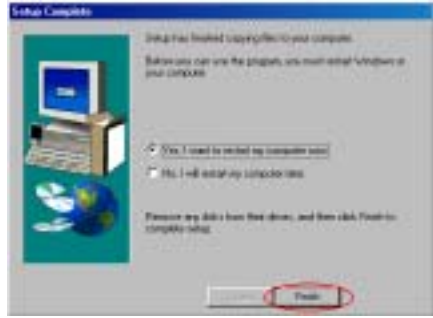 Setup Complete
Setup has finished copying files to your computer.
Before you can use the program, you must restart Windows or
your computer.
Yes, I want to restart my computer now.
No, I will restart my computer later.
Remove any disks from their drives, and then click Finish to
complete setup.
Finish